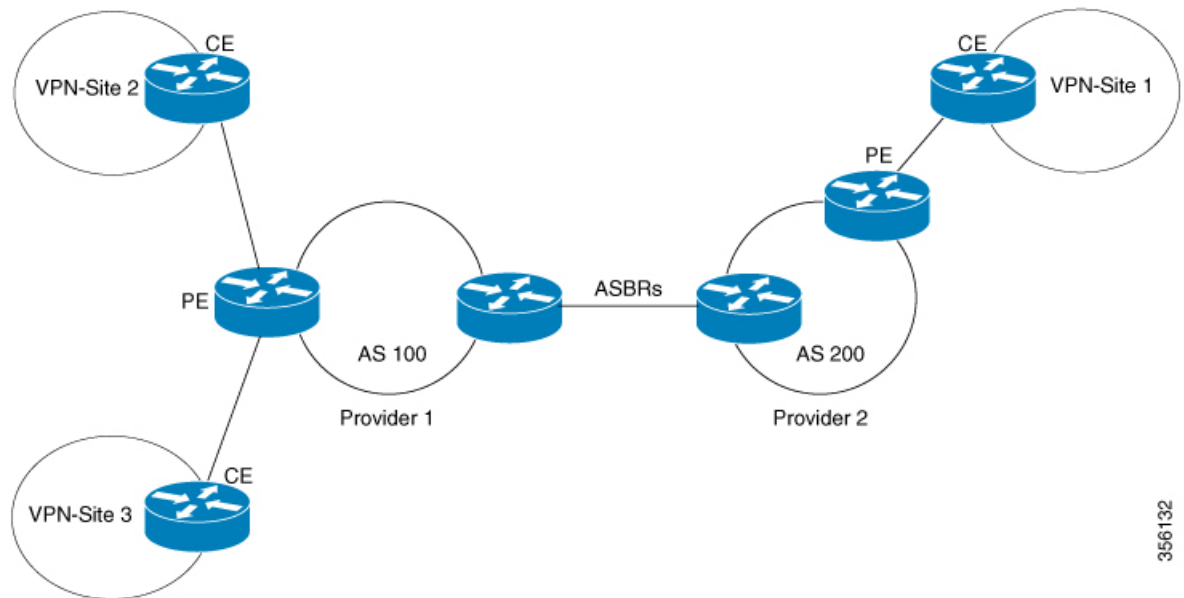 CE
VPN-Site 2
CE
VPN-Site 1
PE
PE
ASBRs
AS 100
AS 200
Provider 1
Provider 2
CE
VPN-Site 3
356132